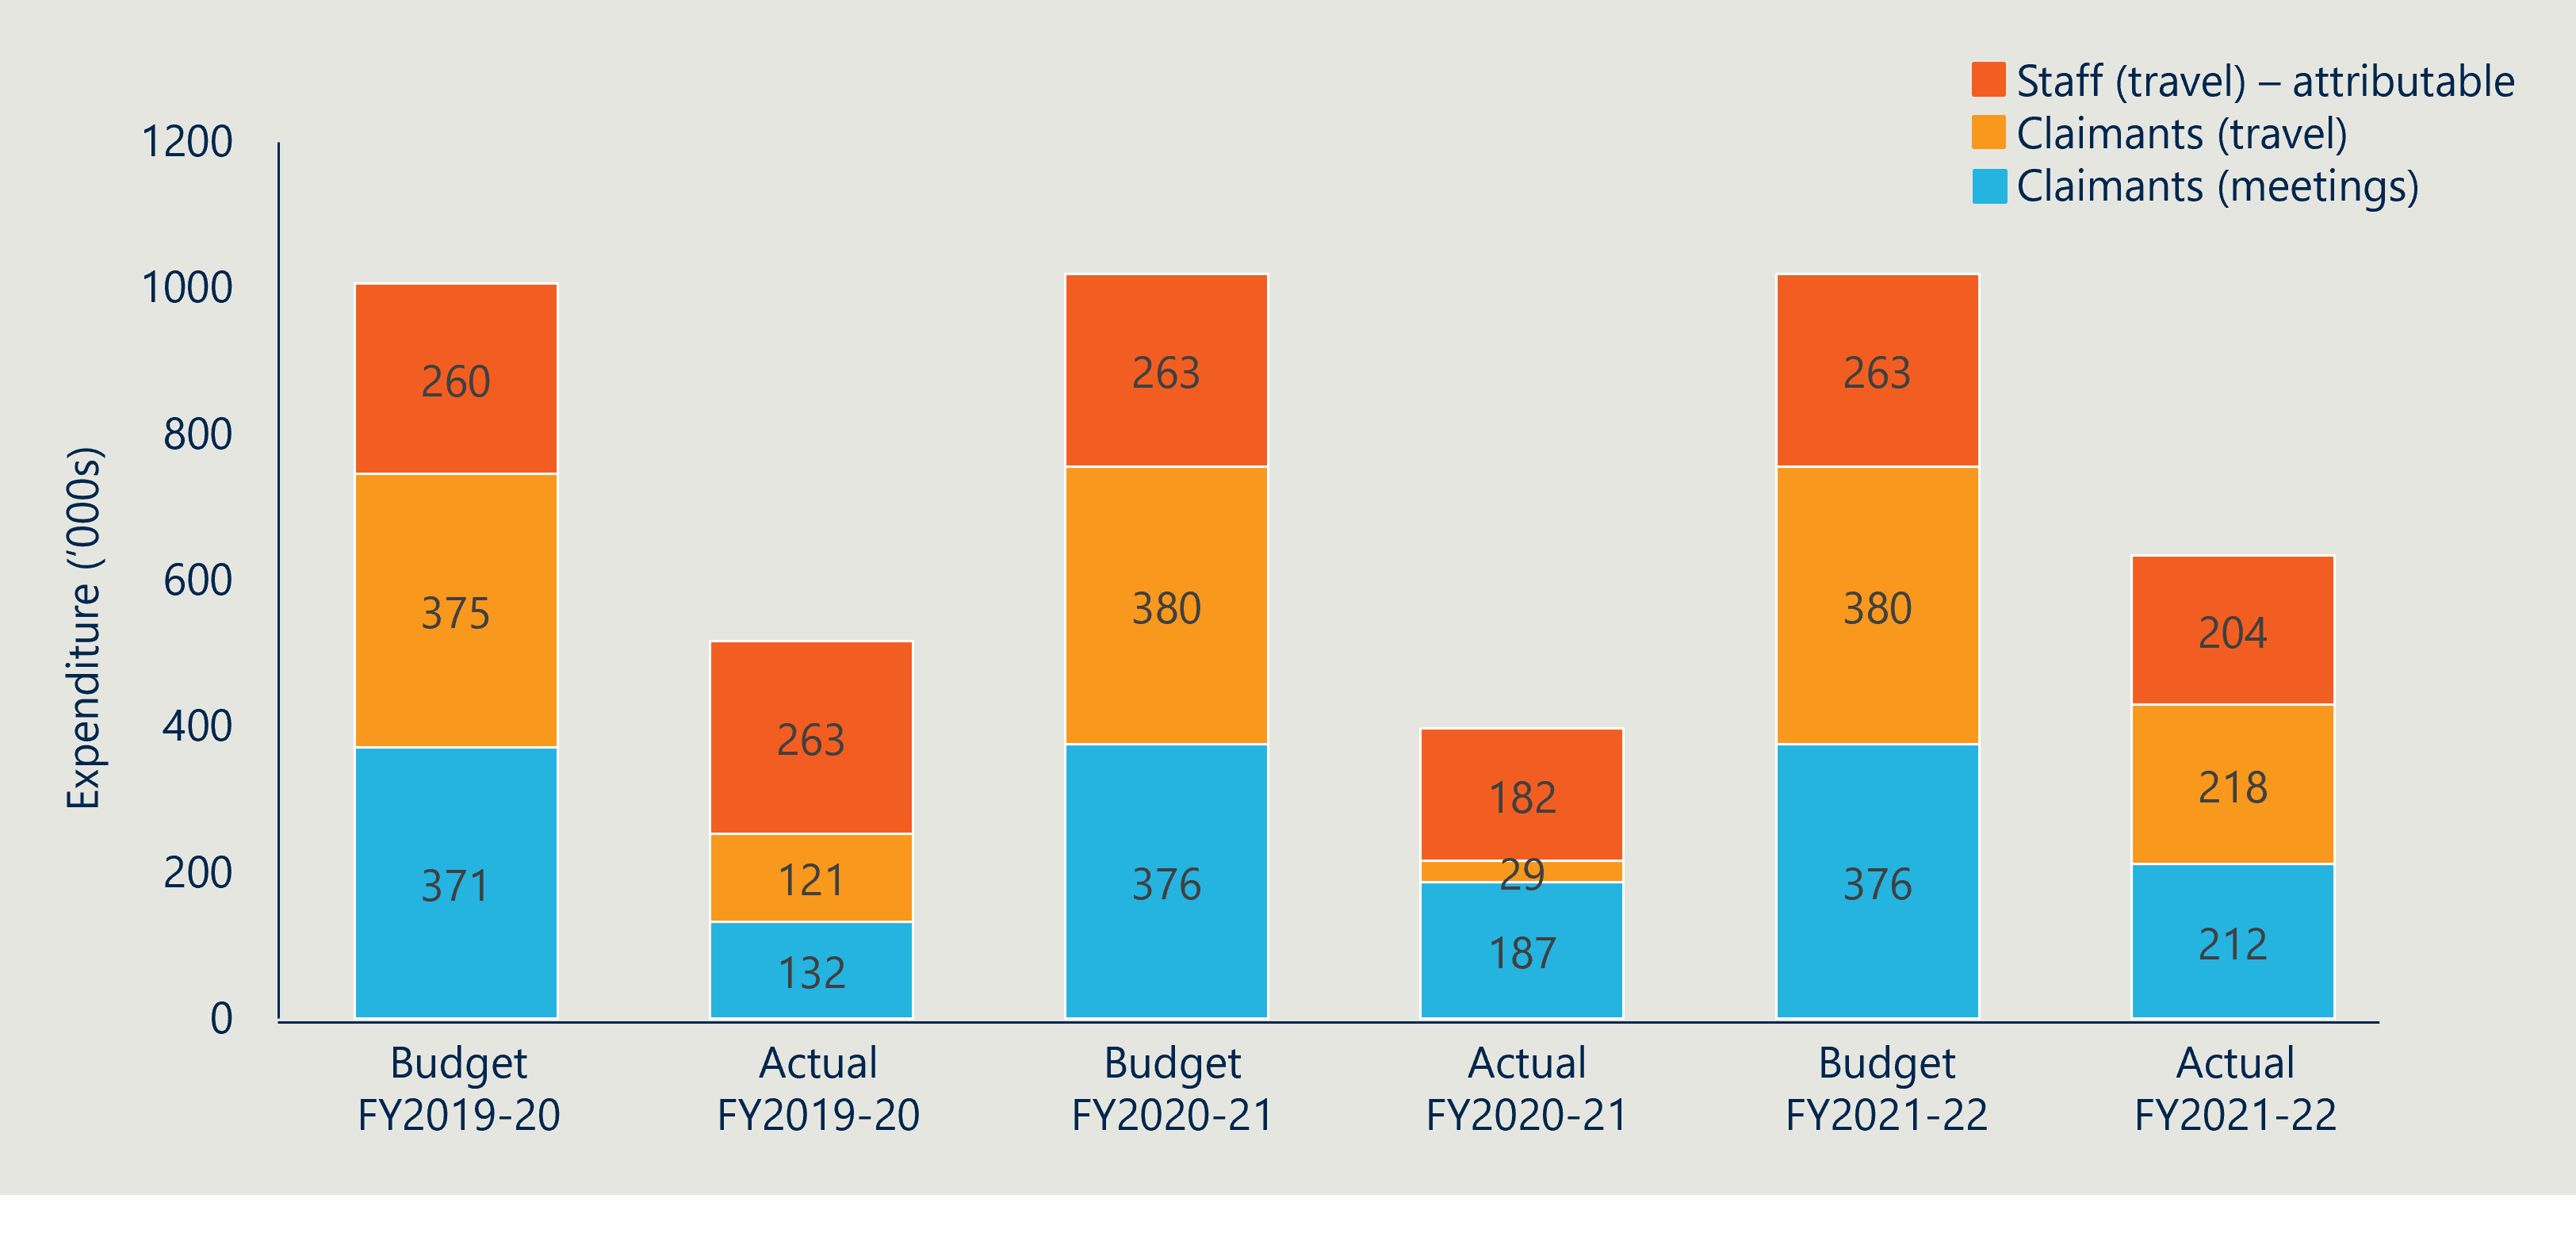 Staff (travel) – attributable
Claimants (travel)
Claimants (meetings)
Expenditure (‘000s)
1200
1000
800
600
400
200
0
260
375
371
263
121
132
263
380
376
182
29
187
263
380
376
204
218
212
Budget
FY2019-20
Actual
FY2019-20
Budget
FY2020-21
Actual
FY2020-21
Budget
FY2021-22
Actual
FY2021-22